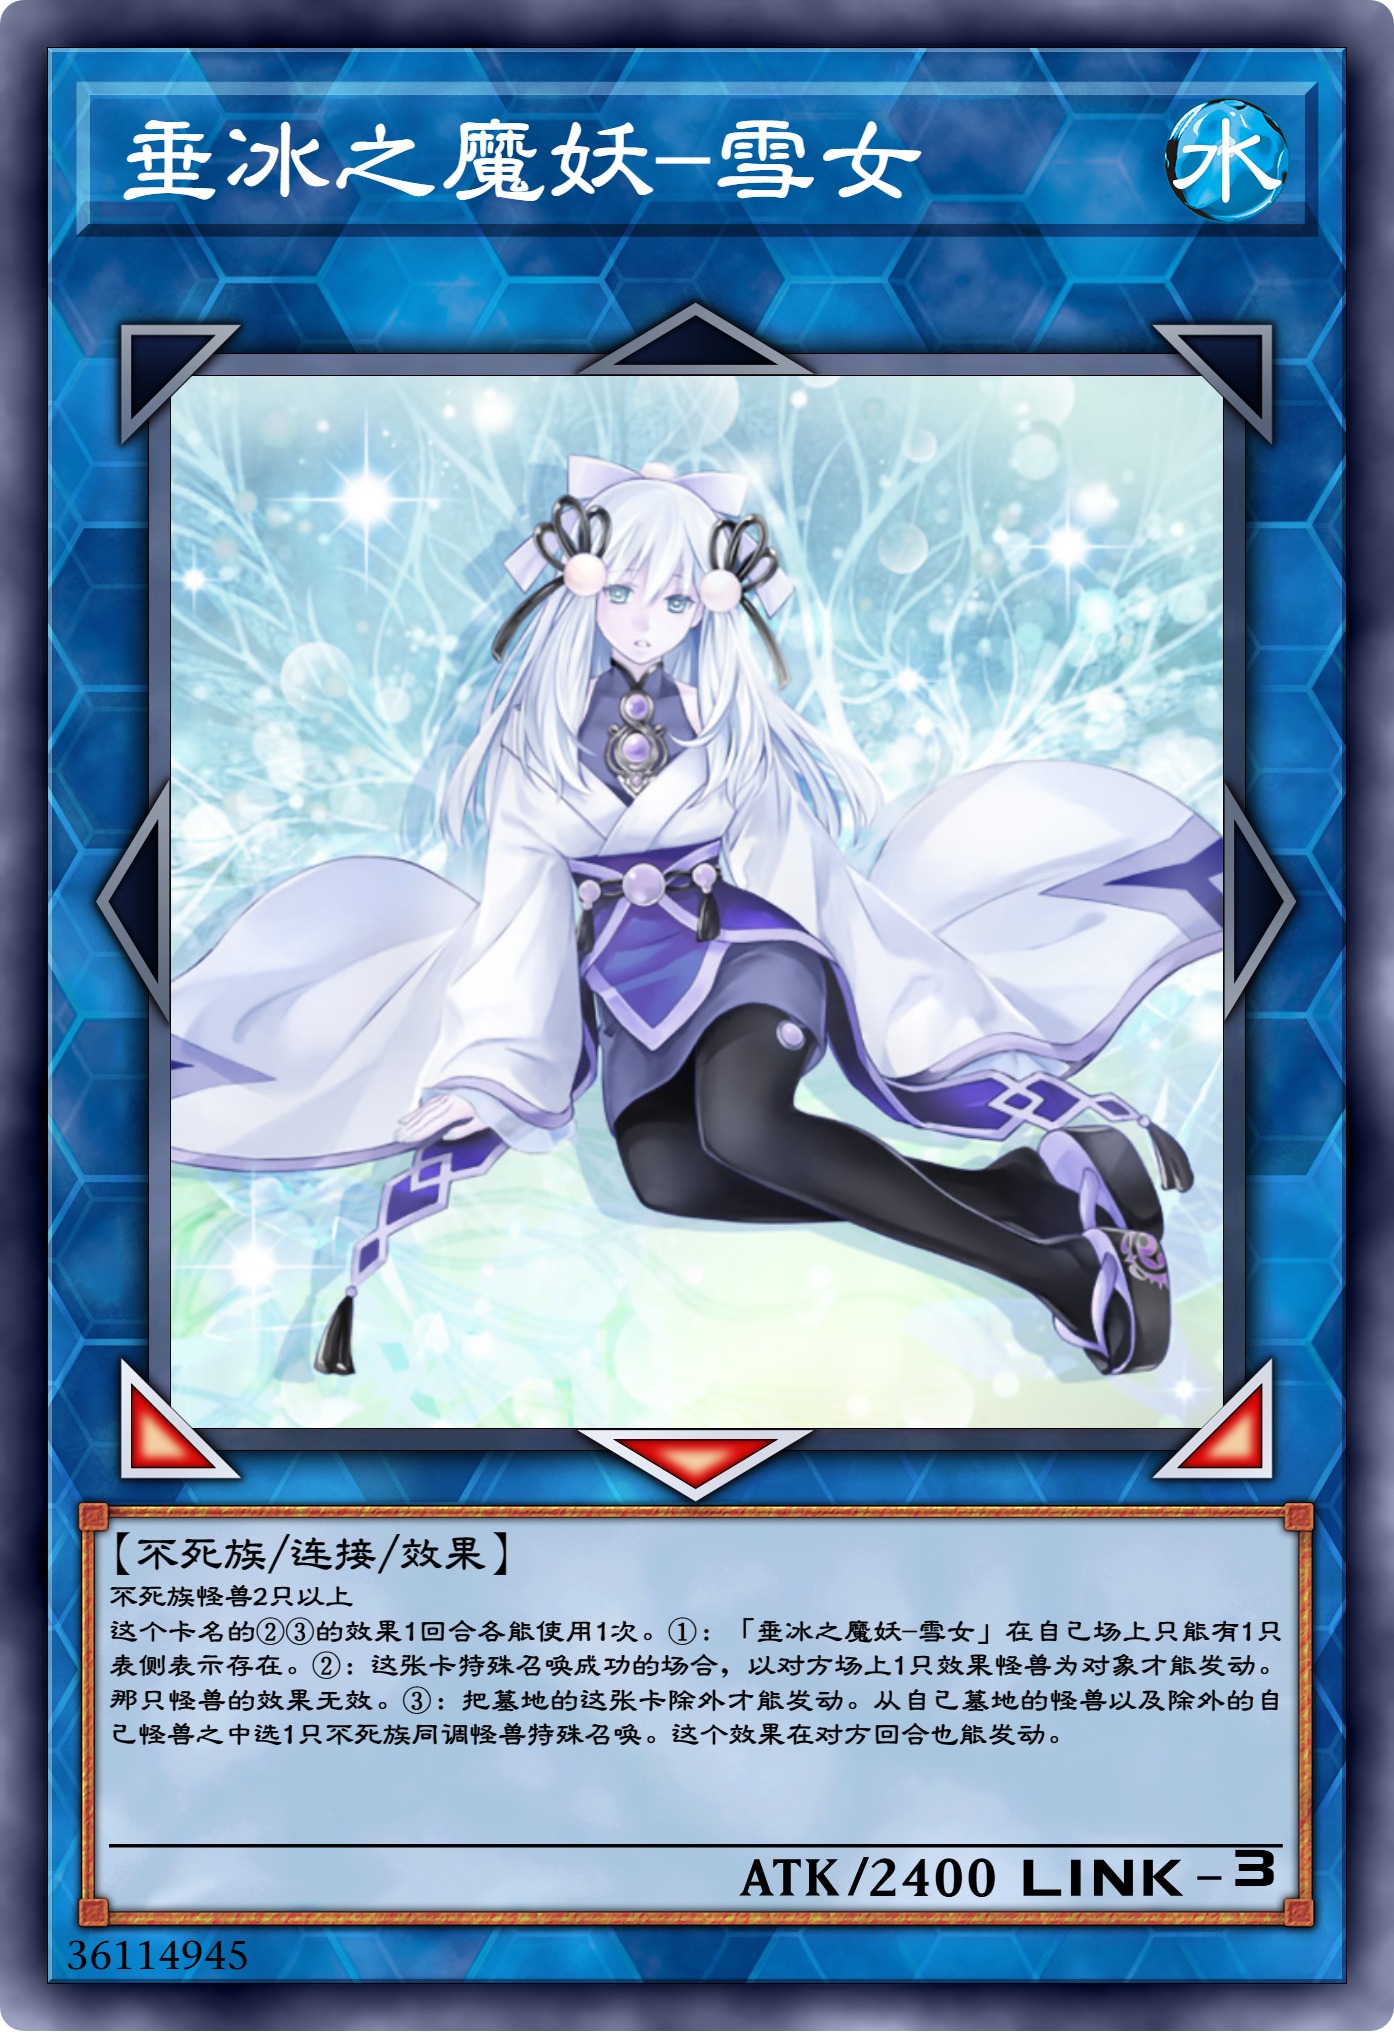 垂冰之魔妖-雪女
水
【不死族/连接/效果】
不死族怪兽2只以上
这个卡名的②③的效果1回合各能使用1次。①：「垂冰之魔妖-雪女」在自己场上只能有1只
表侧表示存在。②：这张卡特殊召唤成功的场合，以对方场上1只效果怪兽为对象才能发动。
那只怪兽的效果无效。③：把墓地的这张卡除外才能发动。从自己墓地的怪兽以及除外的自
己怪兽之中选1只不死族同调怪兽特殊召唤。这个效果在对方回合也能发动。
ATK/2400 LINK-3
36114945